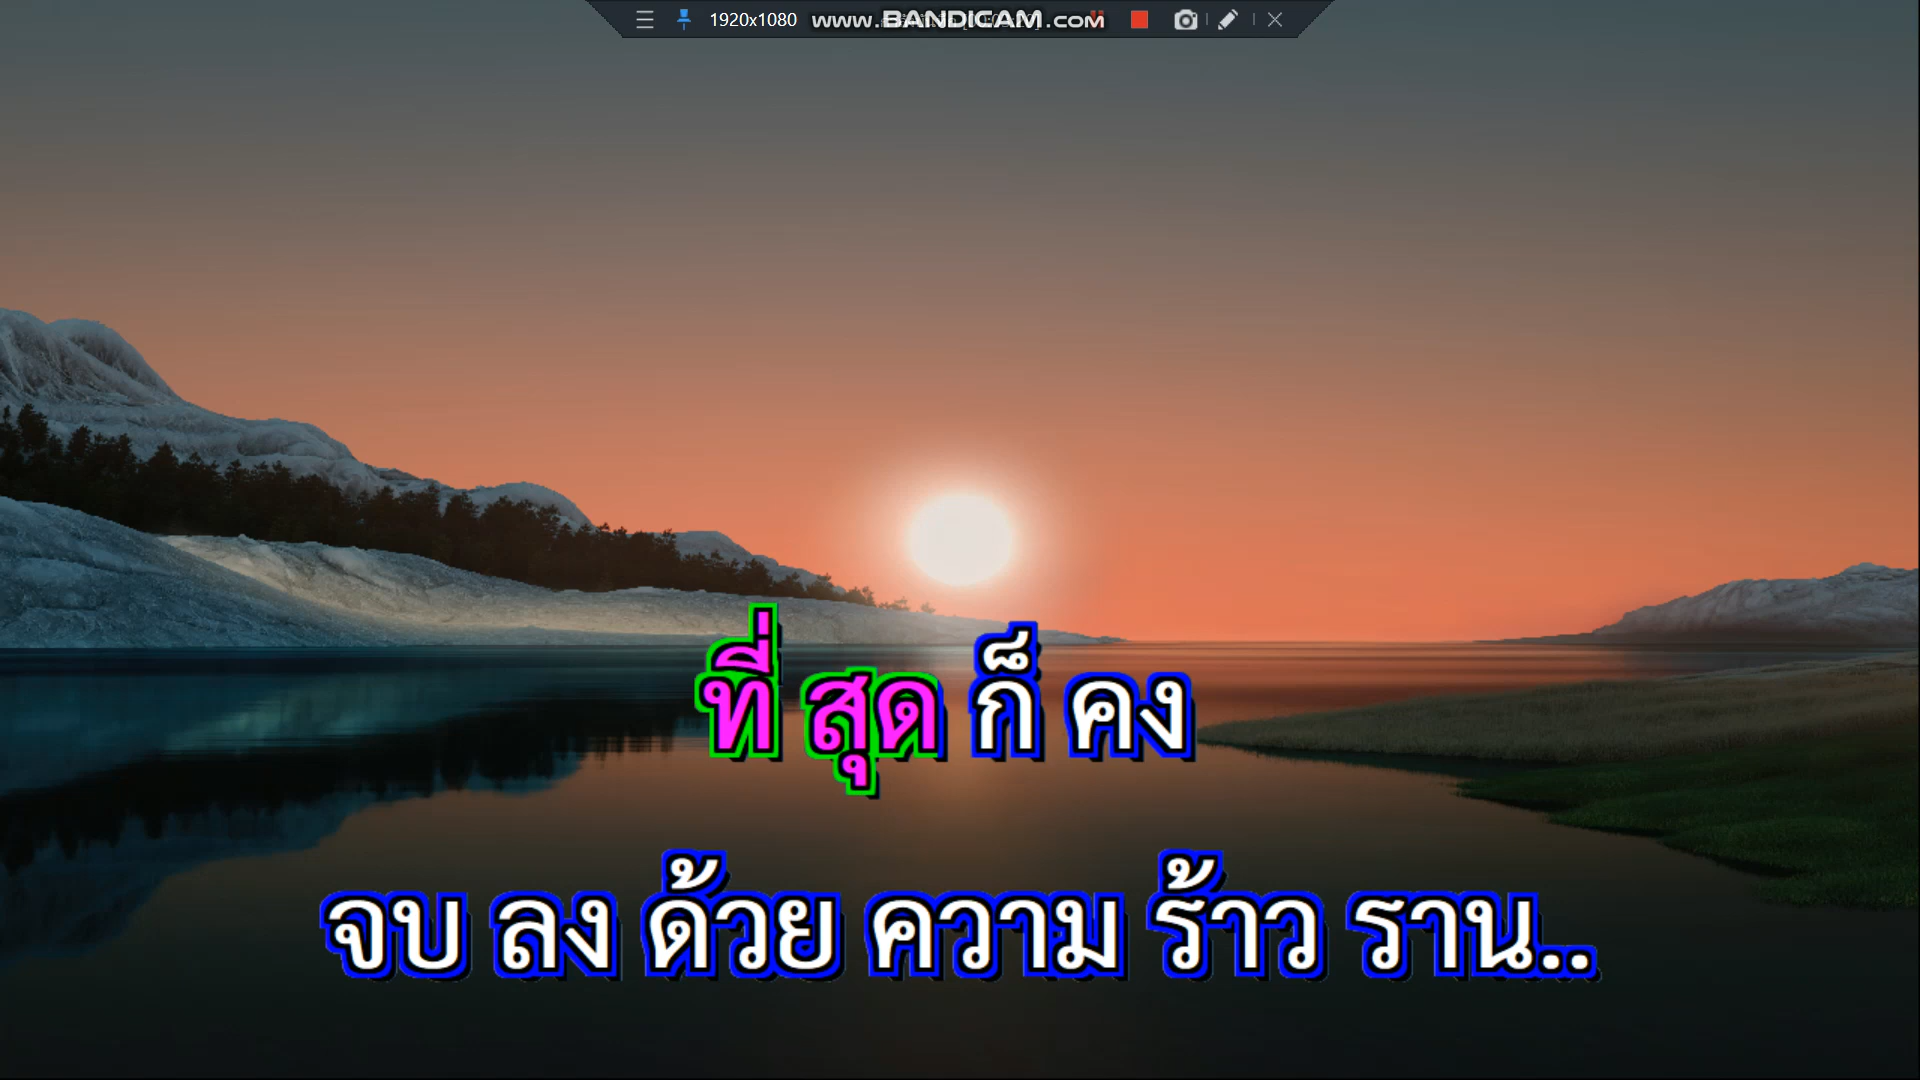 1920x1080 www.BANDICAM.com
ที่ สุด ก็ คง
จบ ลง ด้วย ความ ร้าว ราน..